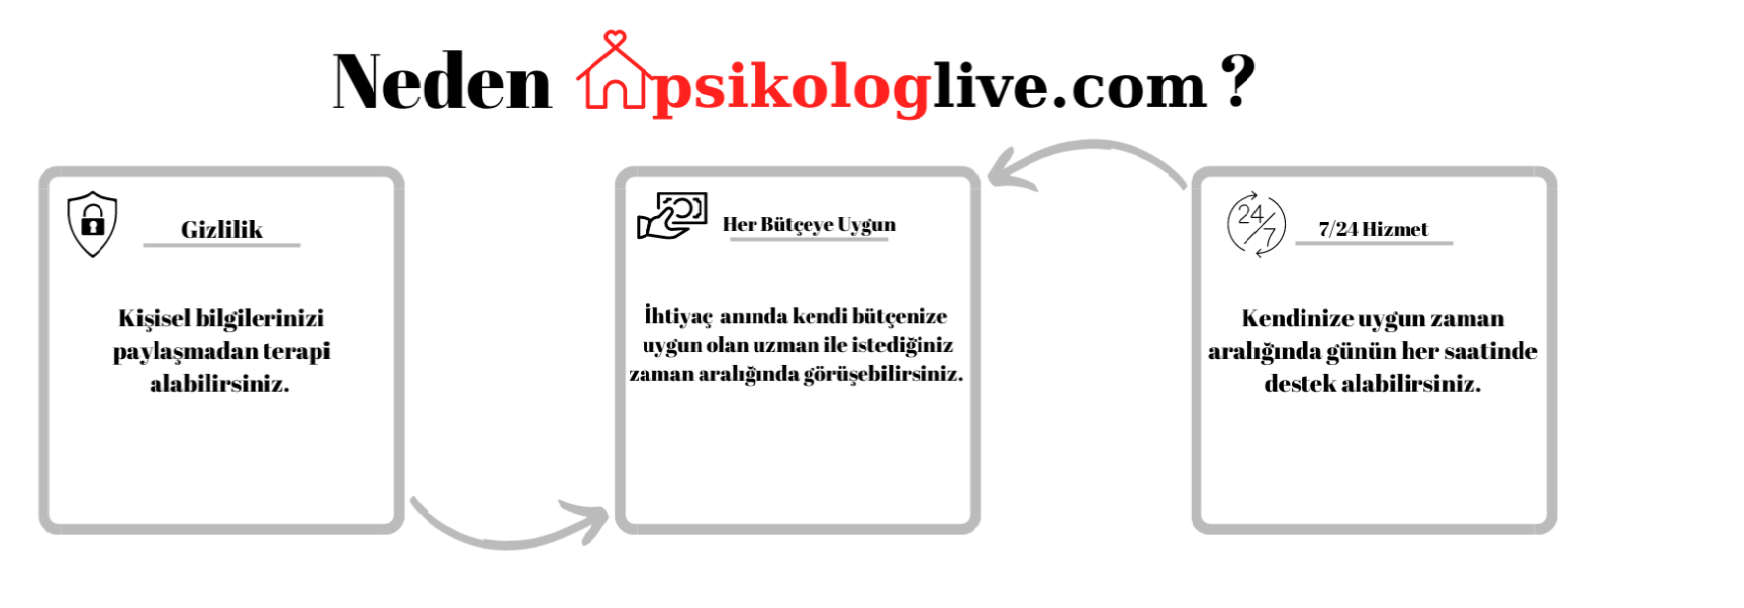 Neden psikologlive.com ?
Gizlilik
Kişisel bilgilerinizi
paylaşmadan terapi
alabilirsiniz.
Her Bütçeye Uygun
İhtiyaç anında kendi bütçenize
uygun olan uzman ile istediğiniz
zaman aralığında görüşebilirsiniz.
24/7
7/24 Hizmet
Kendinize uygun zaman
aralığında günün her saatinde
destek alabilirsiniz.